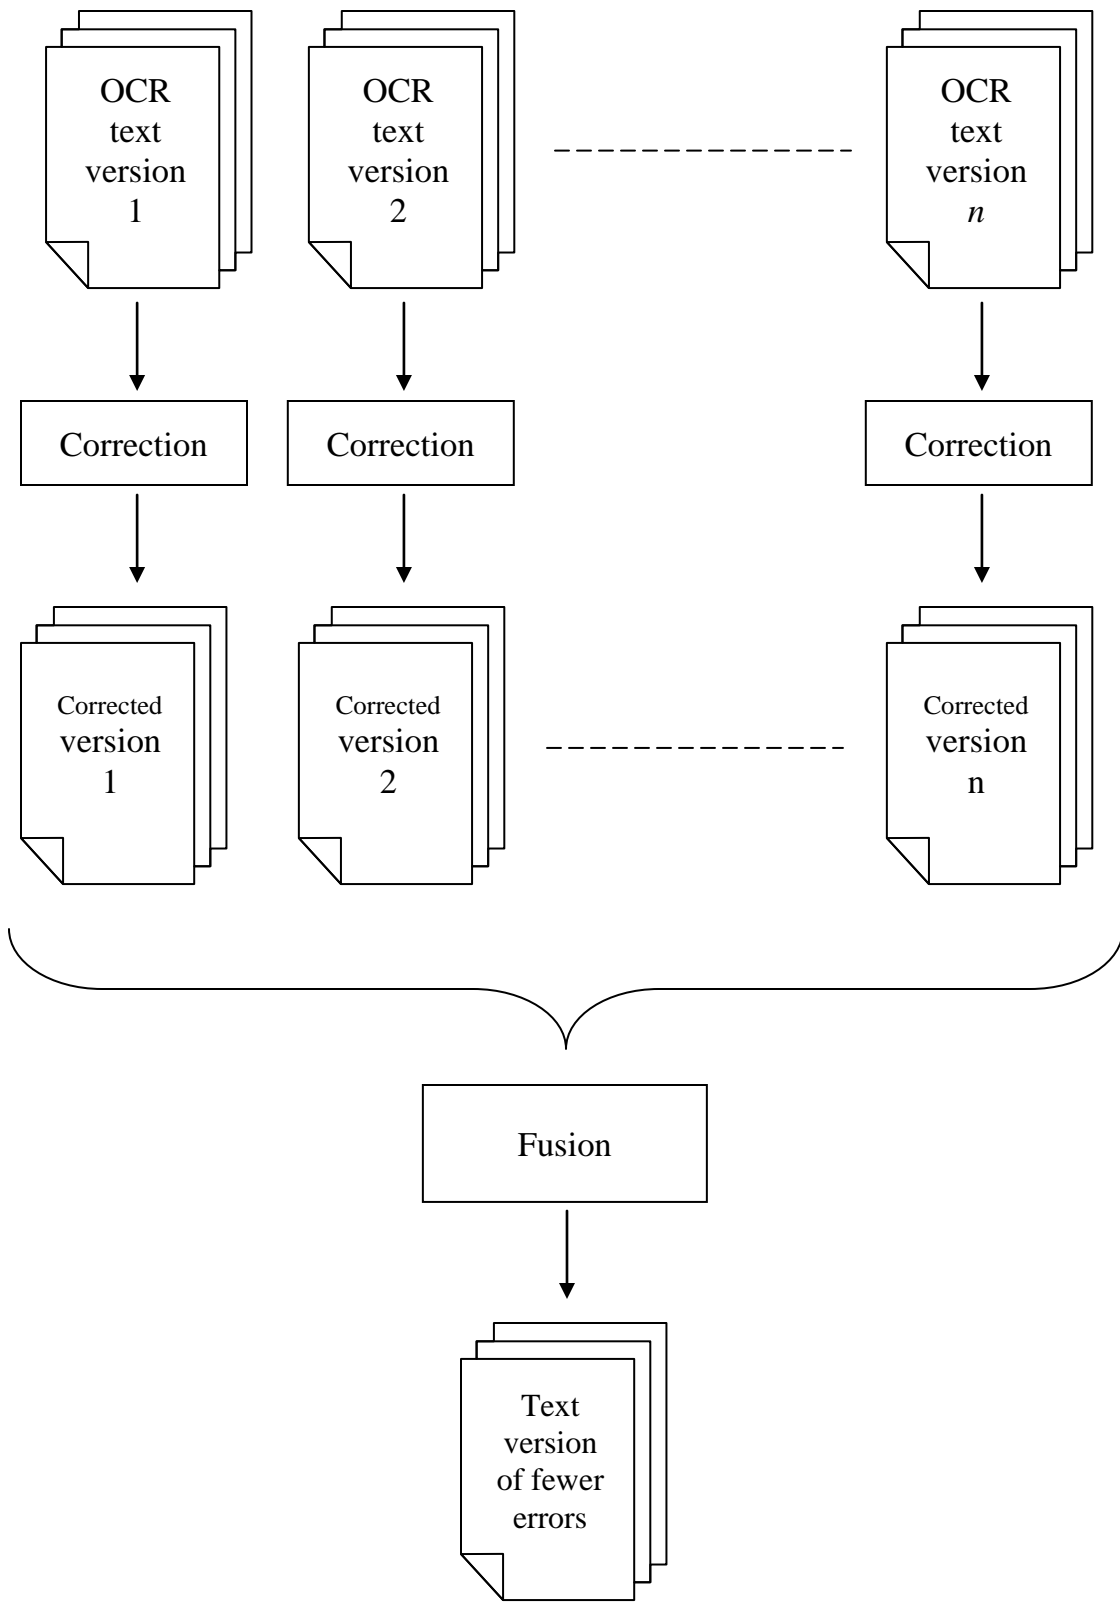 OCR
text
version
1
OCR
text
version
2
OCR
text
version
n
Correction
Correction
Correction
Corrected
version
1
Corrected
version
2
Corrected
version
n
Fusion
Text
version
of fewer
errors